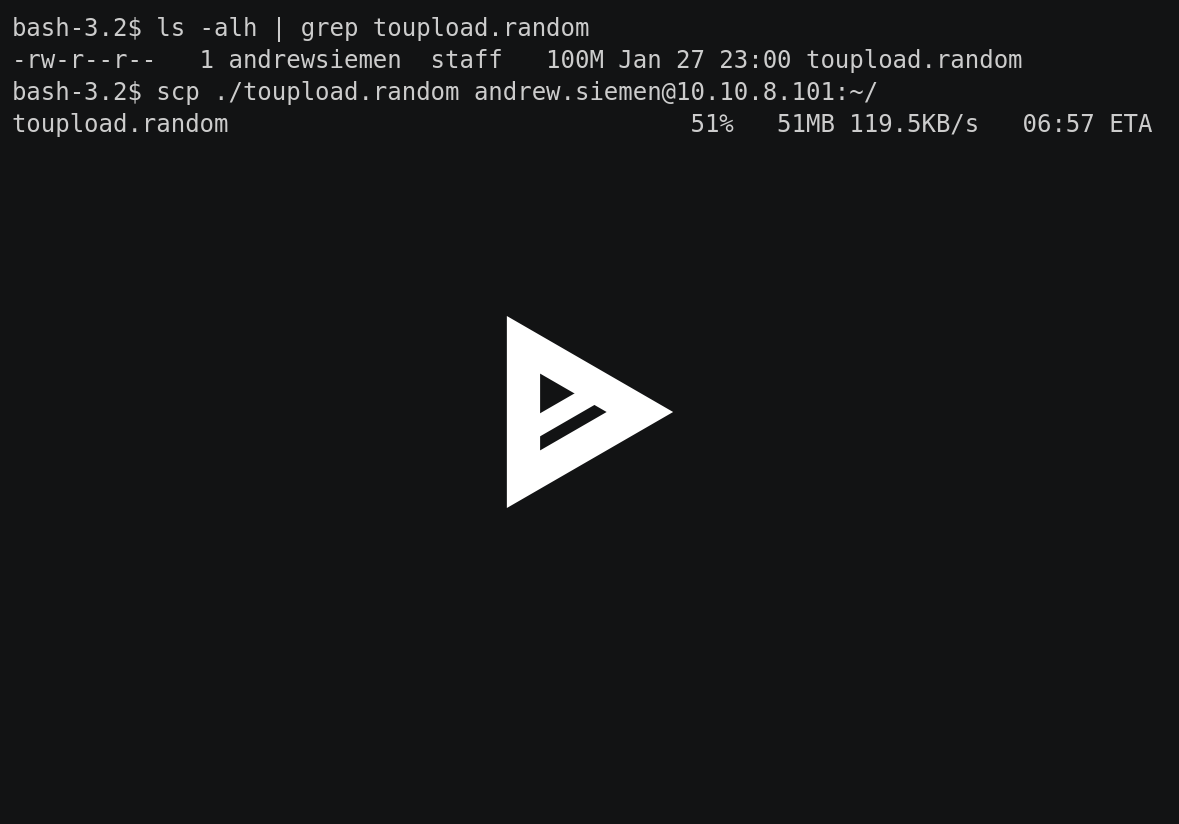 bash-3.2$ ls -alh | grep toupload.random
-rw-r--r--   1 andrewsiemen  staff   100M Jan 27 23:00 toupload.random
bash-3.2$ scp ./toupload.random andrew.siemen@10.10.8.101:~/
toupload.random                                51%   51MB 119.5KB/s   06:57 ETA